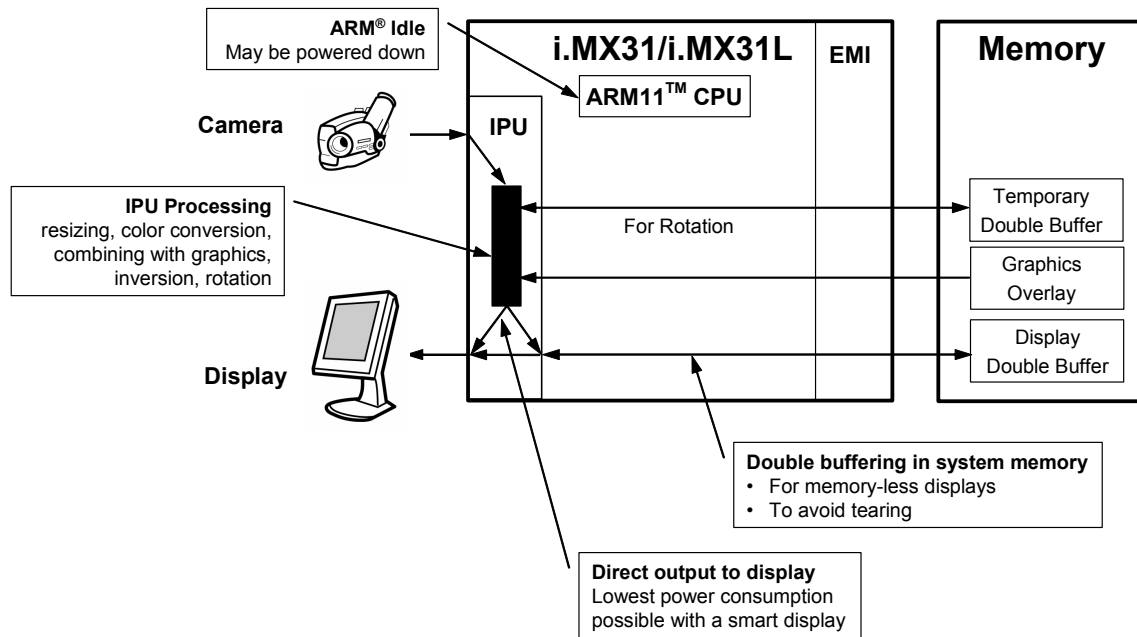 ARM® Idle
May be powered down
i.MX31/i.MX31L
EMI
Memory
ARM11™ CPU
Camera
IPU
IPU Processing
resizing, color conversion,
combining with graphics,
inversion, rotation
For Rotation
Temporary
Double Buffer
Graphics
Overlay
Display
Double Buffer
Display
Double buffering in system memory
• For memory-less displays
• To avoid tearing
Direct output to display
Lowest power consumption
possible with a smart display